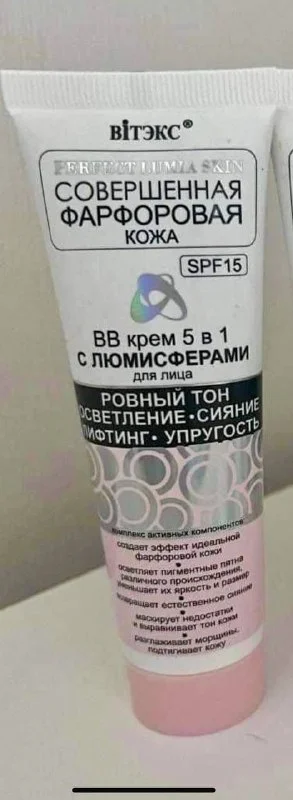 ВІТЭКС®
PERFECT LUMIA SKIN
СОВЕРШЕННАЯ
ФАРФОРОВАЯ
КОЖА
SPF15
ВВ крем 5 в 1
С ЛЮМИСФЕРАМИ
для лица
РОВНЫЙ ТОН
ОСВЕТЛЕНИЕ•СИЯНИЕ
ЛИФТИНГ• УПРУГОСТЬ
комплекс активных компонентов
создает эффект идеальной
фарфоровой кожи
осветляет пигментные пятна
различного происхождения,
уменьшает их яркость и размер
возвращает естественное сияние
маскирует недостатки
и выравнивает тон кожи
разглаживает морщины,
подтягивает кожу